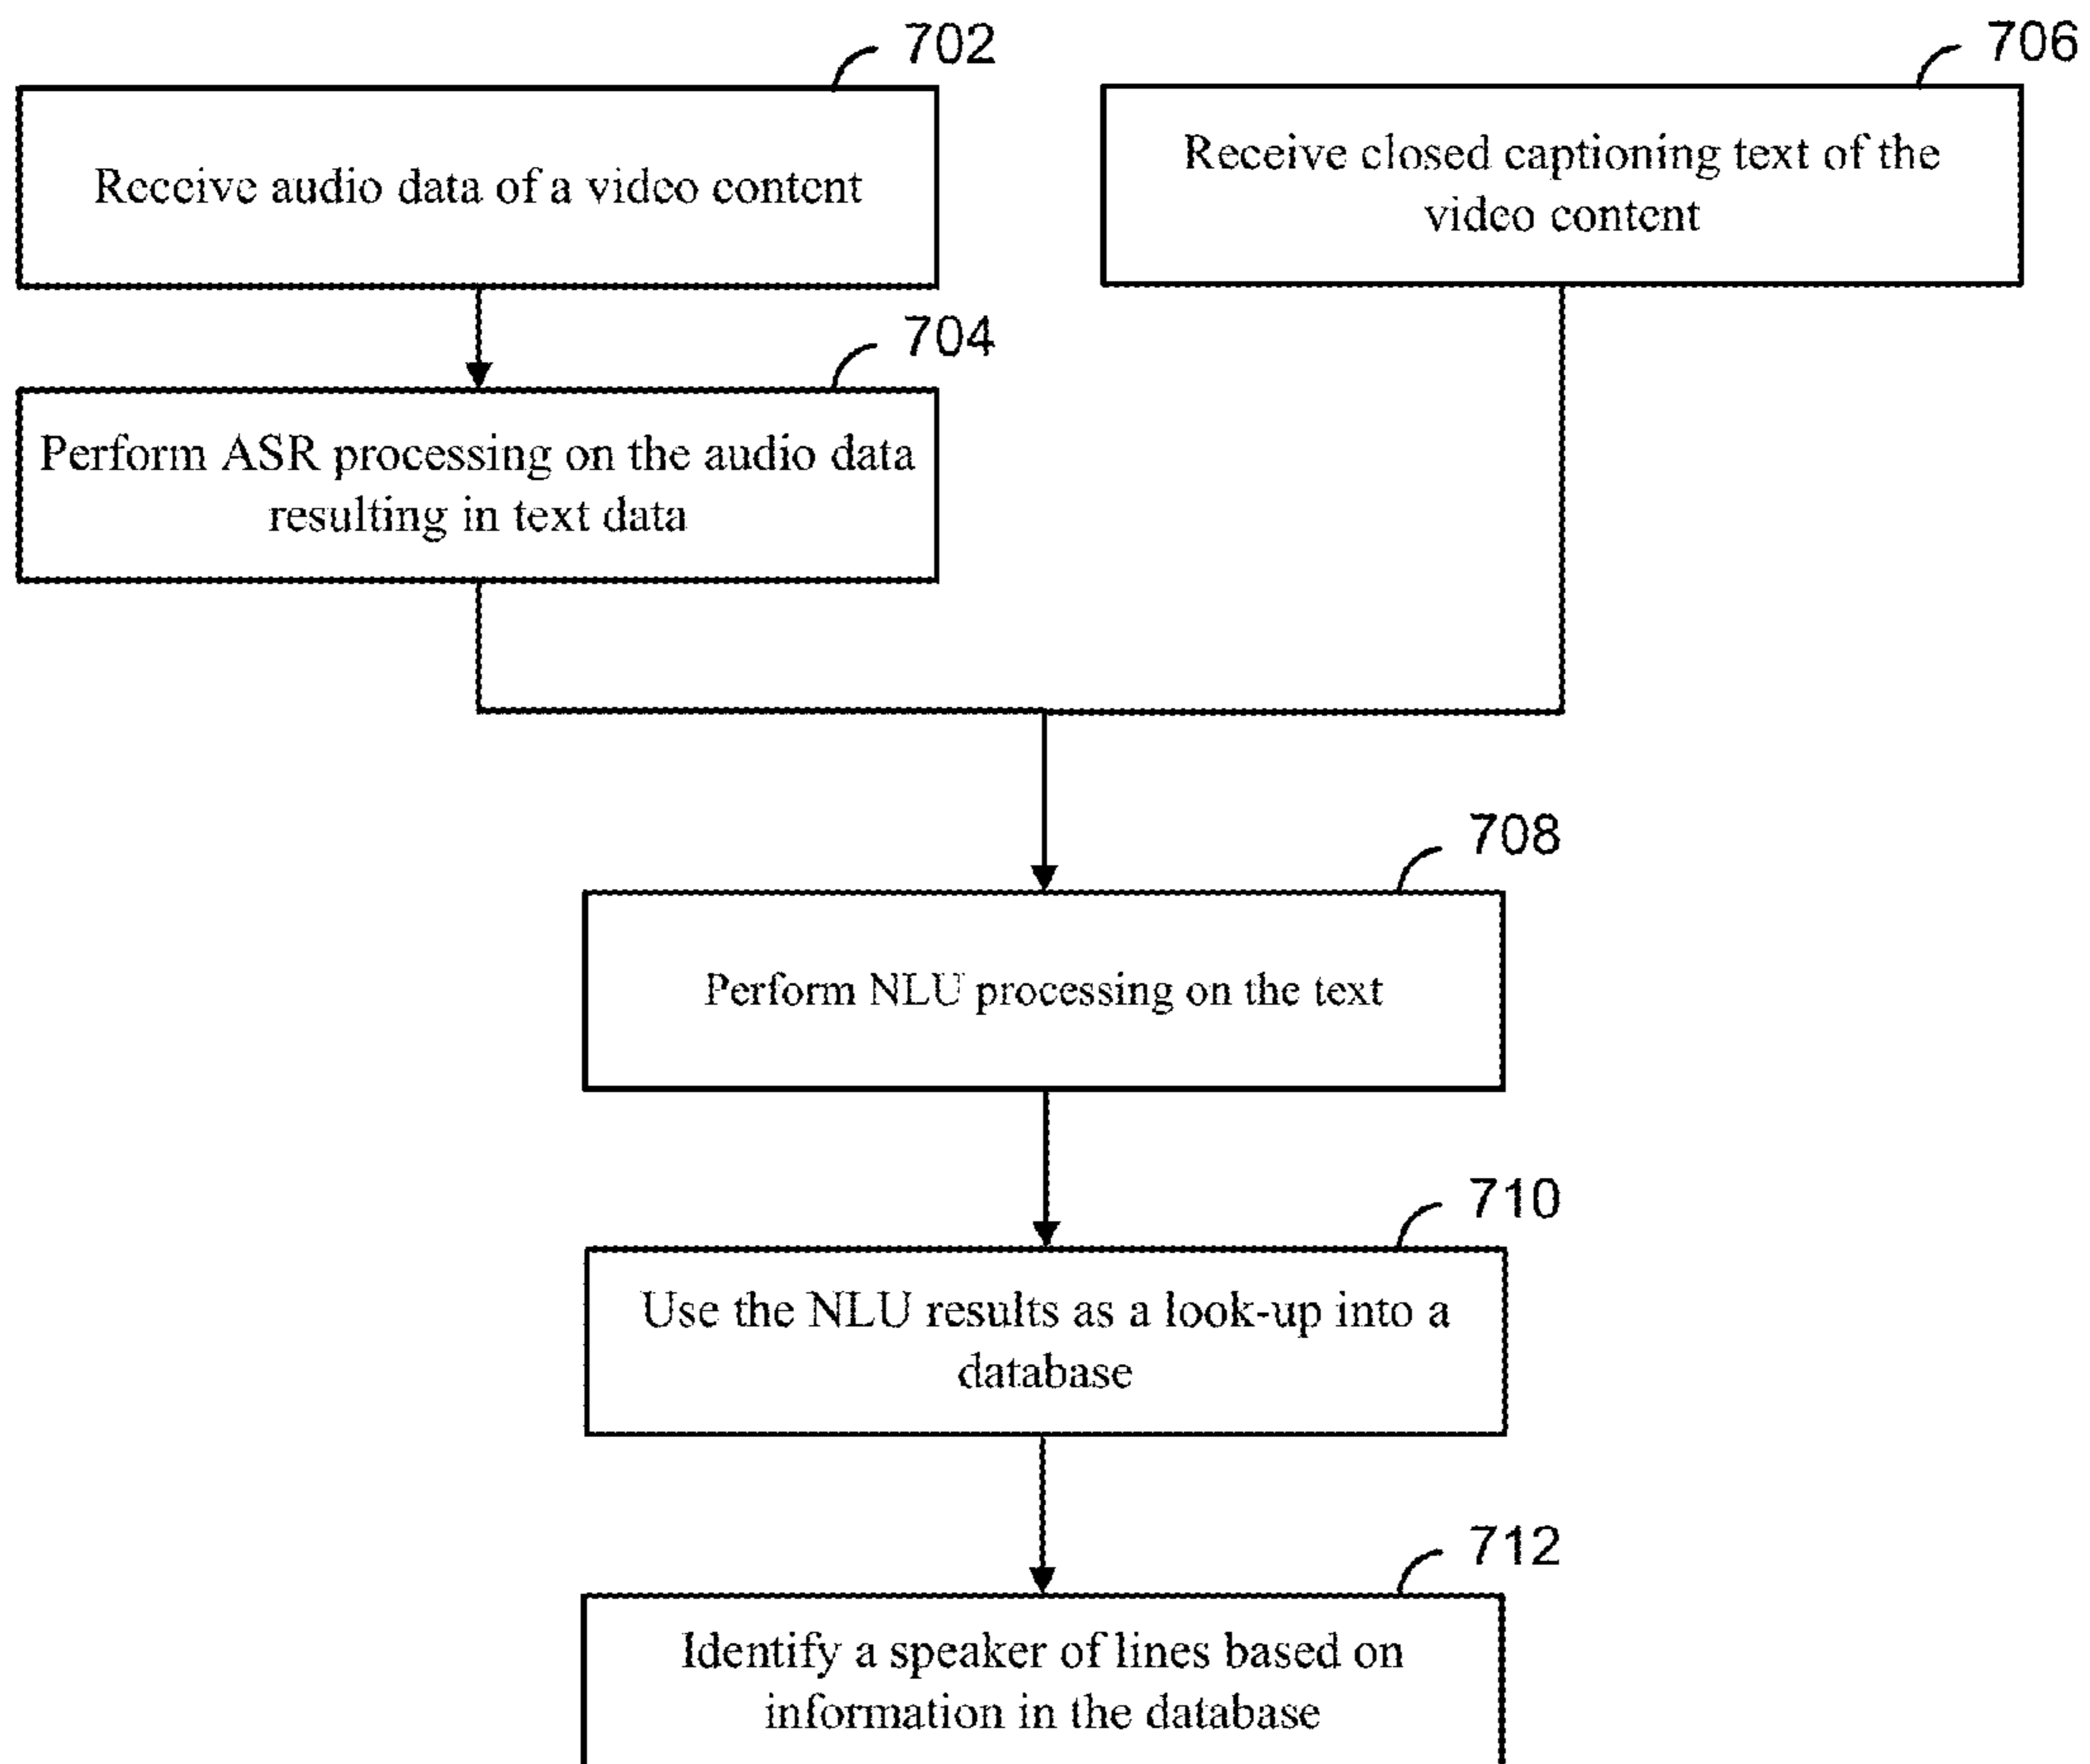 702
706
Receive audio data of a video content
Receive closed captioning text of the
video content
704
Perform ASR processing on the audio data
resulting in text data
708
Perform NLU processing on the text
710
Use the NLU results as a look-up into a
database
712
Identify a speaker of lines based on
information in the database